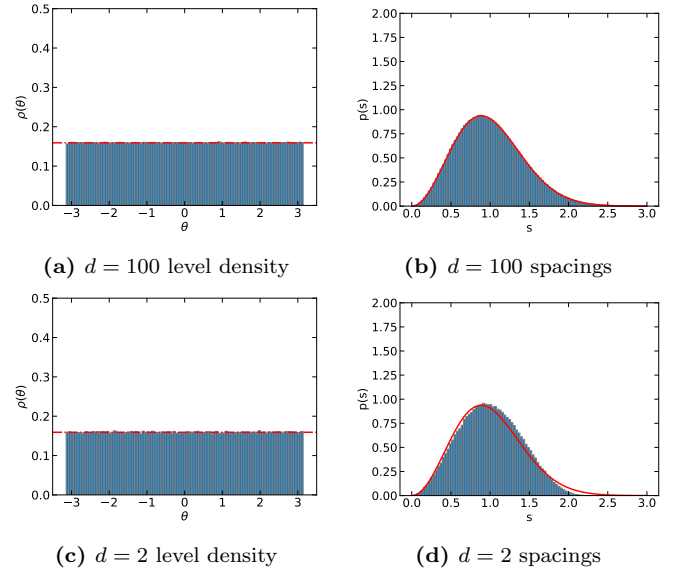 0.5
0.4
0.3
0.2
0.1
0.0
ρ(θ)
−3 −2 −1 0 1 2 3
θ
(a) d = 100 level density
2.00
1.75
1.50
1.25
1.00
0.75
0.50
0.25
0.00
p(s)
0.0 0.5 1.0 1.5 2.0 2.5 3.0
s
(b) d = 100 spacings
0.5
0.4
0.3
0.2
0.1
0.0
ρ(θ)
−3 −2 −1 0 1 2 3
θ
(c) d = 2 level density
2.00
1.75
1.50
1.25
1.00
0.75
0.50
0.25
0.00
p(s)
0.0 0.5 1.0 1.5 2.0 2.5 3.0
s
(d) d = 2 spacings